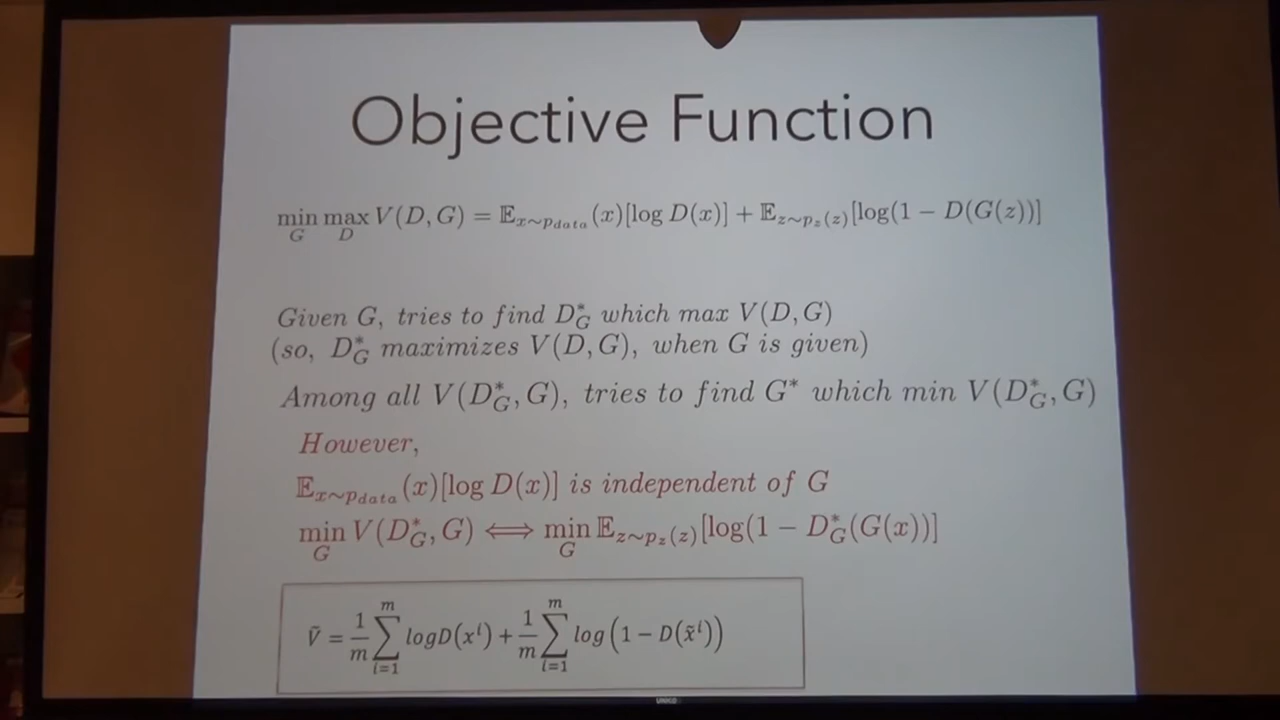 Objective Function
min_G max_D V(D, G) = 𝔼_{x∼p_data}(x)[log D(x)] + 𝔼_{z∼p_z(z)}[log(1 − D(G(z))]
Given G, tries to find D*_G which max V(D, G)
(so, D*_G maximizes V(D, G), when G is given)
Among all V(D*_G, G), tries to find G* which min V(D*_G, G)
However,
𝔼_{x∼p_data}(x)[log D(x)] is independent of G
min_G V(D*_G, G) ⟺ min_G 𝔼_{z∼p_z(z)}[log(1 − D*_G(G(x))]
Ṽ = 1/m ∑_{i=1}^{m} logD(x^i) + 1/m ∑_{i=1}^{m} log(1 − D(x̃^i))